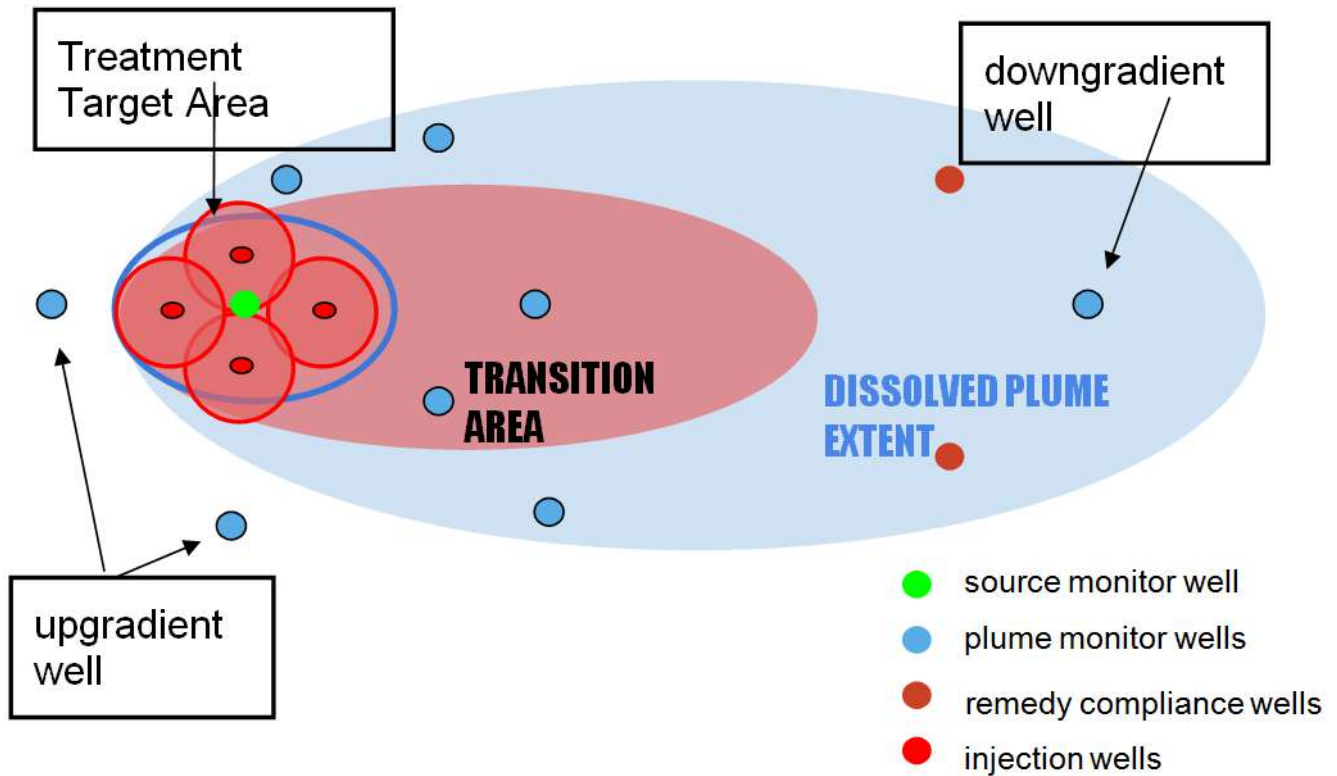 Treatment
Target Area
downgradient
well
TRANSITION
AREA
DISSOLVED PLUME
EXTENT
upgradient
well
source monitor well
plume monitor wells
remedy compliance wells
injection wells